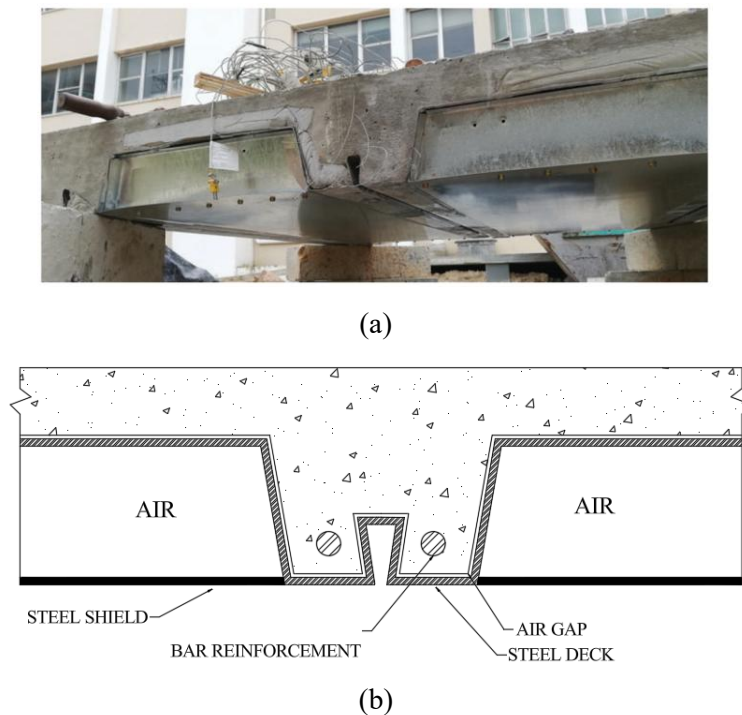 (a)
AIR
AIR
STEEL SHIELD
BAR REINFORCEMENT
AIR GAP
STEEL DECK
(b)